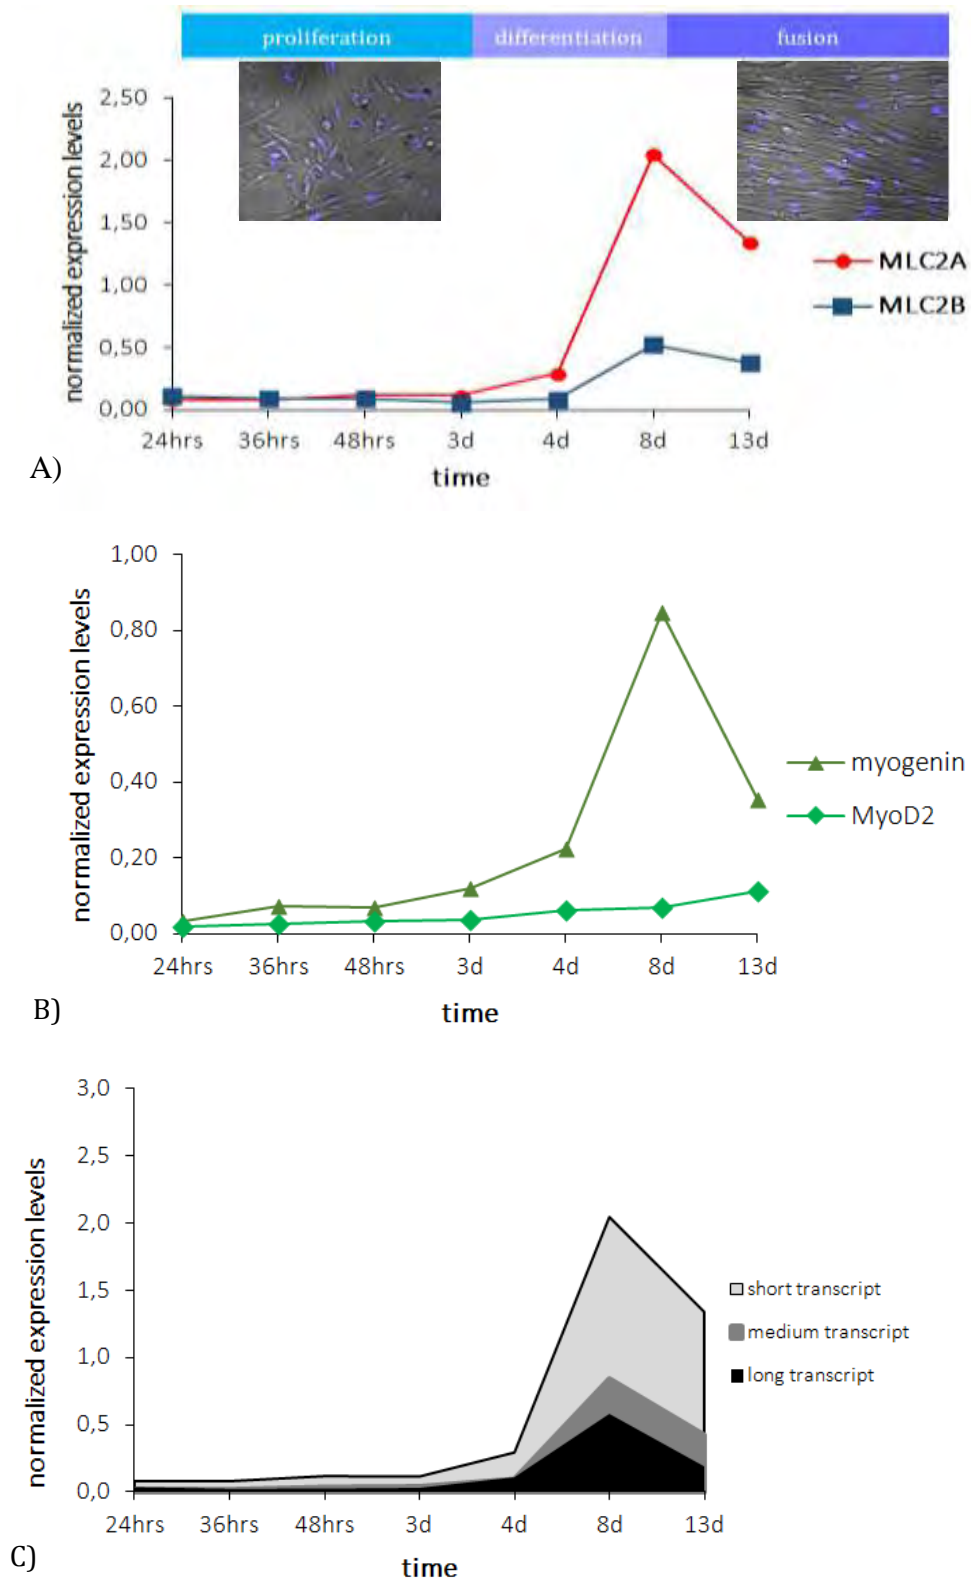 proliferation differentiation fusion
normalized expression levels
2,50
2,00
1,50
1,00
0,50
0,00
MLC2A
MLC2B
24hrs 36hrs 48hrs 3d 4d 8d 13d
time
A)
normalized expression levels
1,00
0,80
0,60
0,40
0,20
0,00
myogenin
MyoD2
24hrs 36hrs 48hrs 3d 4d 8d 13d
time
B)
normalized expression levels
3,0
2,5
2,0
1,5
1,0
0,5
0,0
short transcript
medium transcript
long transcript
24hrs 36hrs 48hrs 3d 4d 8d 13d
time
C)